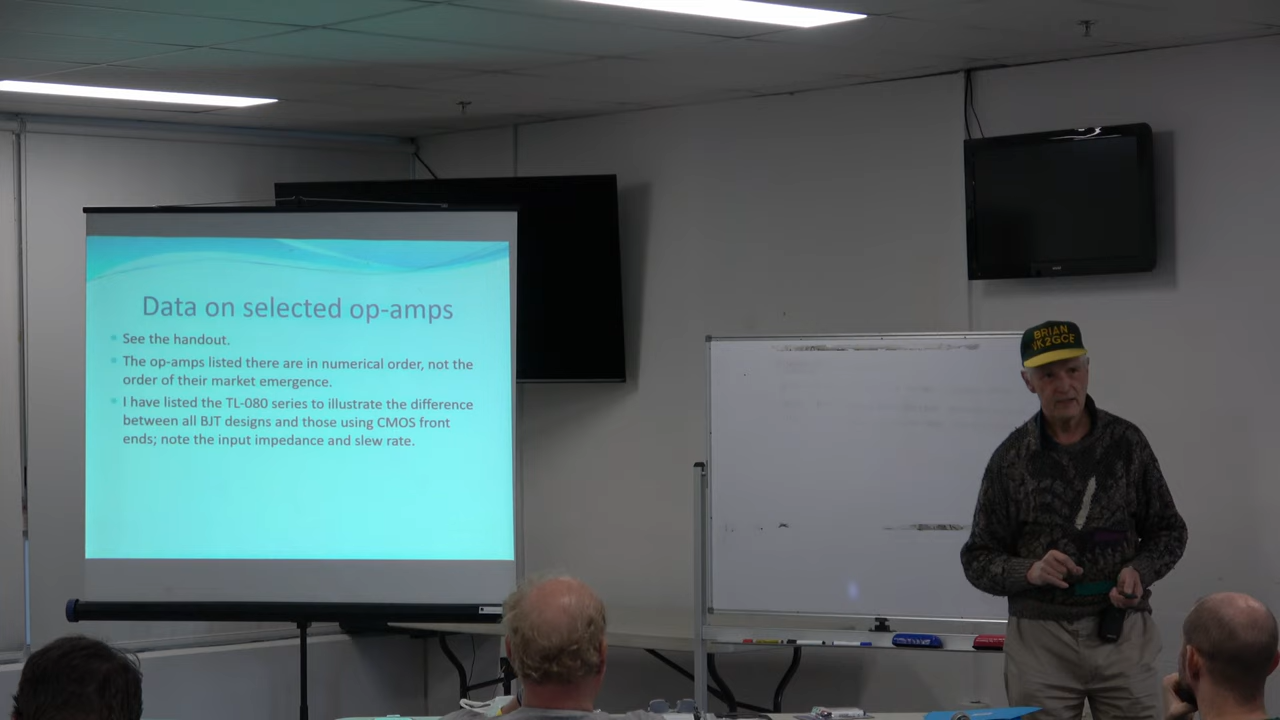 Data on selected op-amps
See the handout.
The op-amps listed there are in numerical order, not the
order of their market emergence.
I have listed the TL-080 series to illustrate the difference
between all BJT designs and those using CMOS front
ends; note the input impedance and slew rate.
BRIAN
VK2GCE